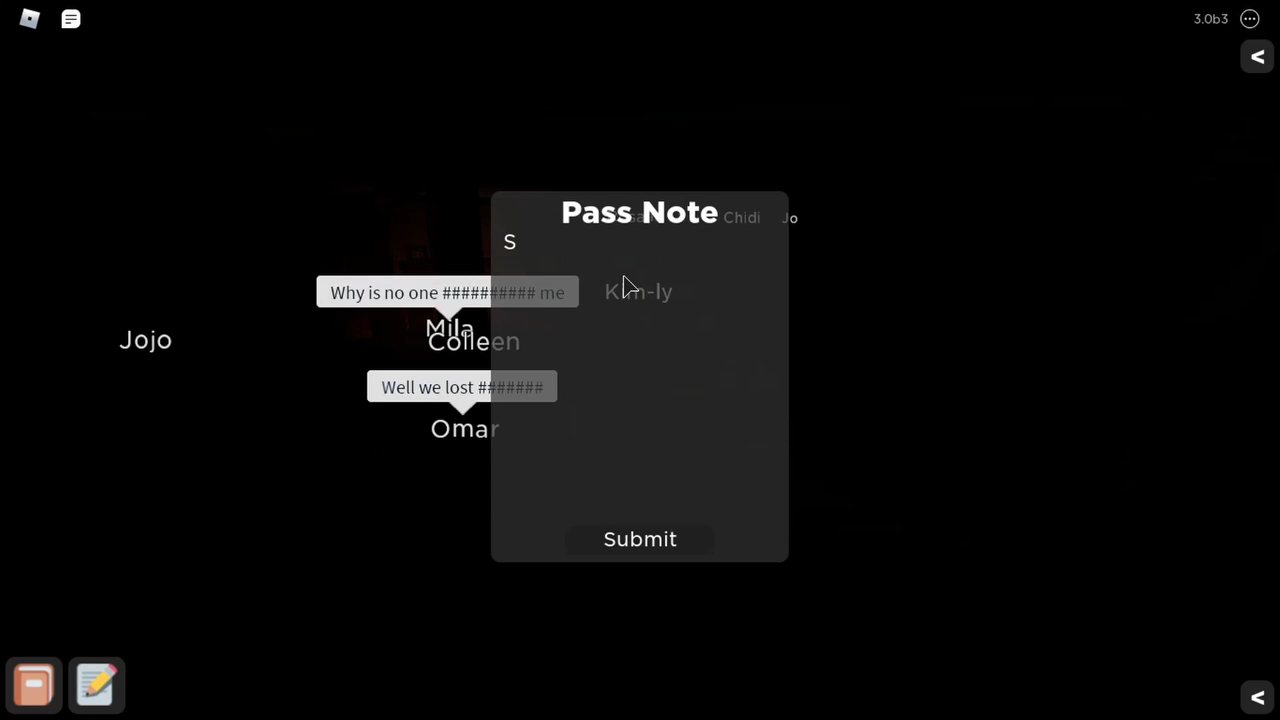 3.0b3
<
Pass Note
Chidi
Jo
S
Why is no one ########## me
Kim-ly
Mila
Jojo
Colleen
Well we lost #######
Omar
Submit
<